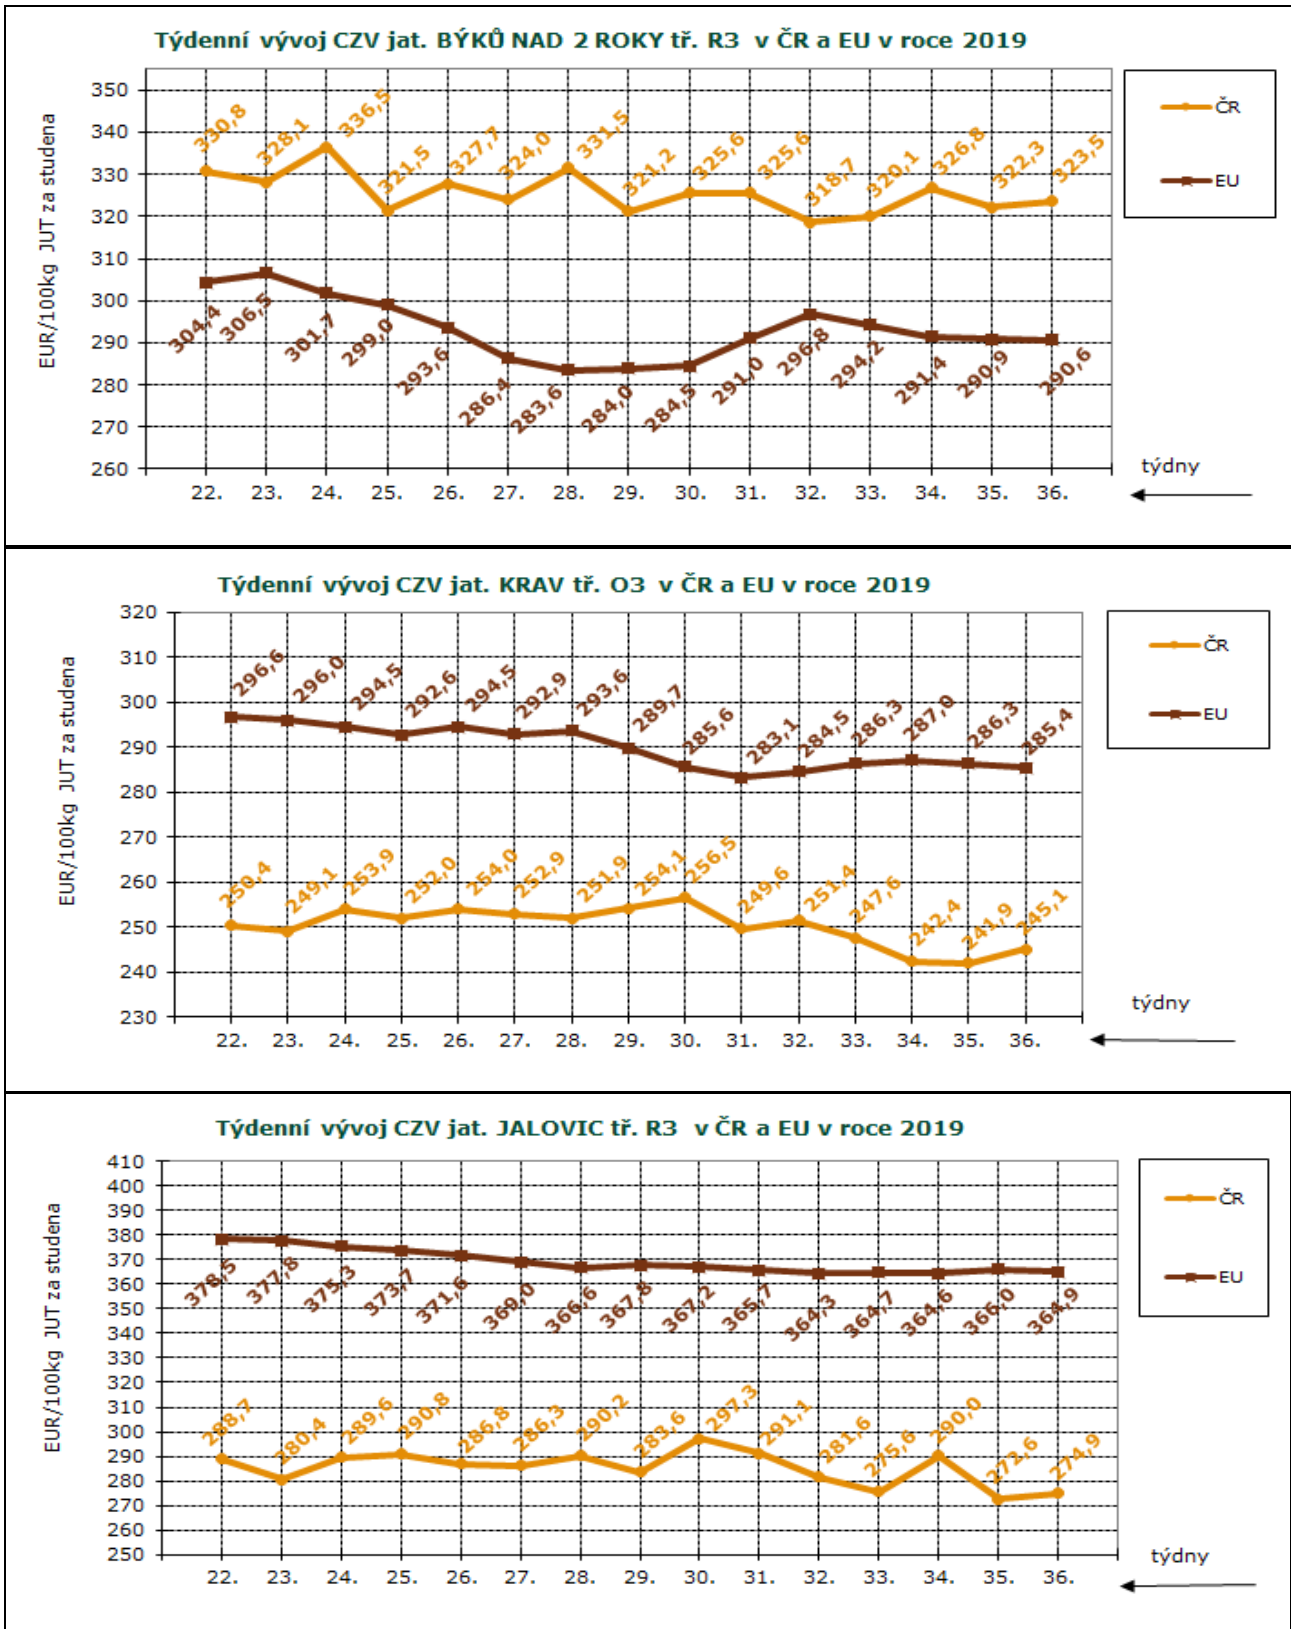 Týdenní vývoj CZV jat. BÝKŮ NAD 2 ROKY tř. R3 v ČR a EU v roce 2019
EUR/100kg JUT za studena
350
340
330
320
310
300
290
280
270
260
330,8 328,1 336,5 321,5 327,7 324,0 331,5 321,2 325,6 325,6 318,7 320,1 326,8 322,3 323,5
304,4 306,5 301,7 299,0 293,6 286,4 283,6 284,0 284,5 291,0 296,8 294,2 291,4 290,9 290,6
22. 23. 24. 25. 26. 27. 28. 29. 30. 31. 32. 33. 34. 35. 36.
týdny
ČR
EU
Týdenní vývoj CZV jat. KRAV tř. O3 v ČR a EU v roce 2019
EUR/100kg JUT za studena
320
310
300
290
280
270
260
250
240
230
296,6 296,0 294,5 292,6 294,5 292,9 293,6 289,7 285,6 283,1 284,5 286,3 287,0 286,3 285,4
250,4 249,1 253,9 252,0 254,0 252,9 251,9 254,1 256,5 249,6 251,4 247,6 242,4 241,9 245,1
22. 23. 24. 25. 26. 27. 28. 29. 30. 31. 32. 33. 34. 35. 36.
týdny
ČR
EU
Týdenní vývoj CZV jat. JALOVIC tř. R3 v ČR a EU v roce 2019
EUR/100kg JUT za studena
410
400
390
380
370
360
350
340
330
320
310
300
290
280
270
260
250
378,5 377,8 375,3 373,7 371,6 369,0 366,6 367,8 367,2 365,7 364,3 364,7 364,6 366,0 364,9
288,7 280,4 289,6 290,8 286,8 286,3 290,2 283,6 297,3 291,1 281,6 275,6 290,0 272,6 274,9
22. 23. 24. 25. 26. 27. 28. 29. 30. 31. 32. 33. 34. 35. 36.
týdny
ČR
EU